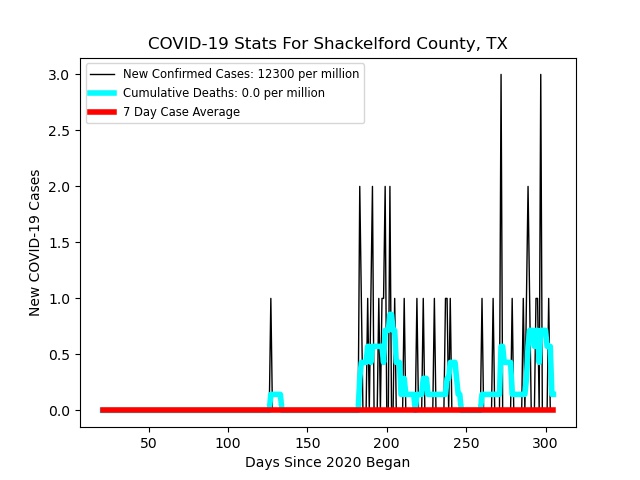 COVID-19 Stats For Shackelford County, TX
New Confirmed Cases: 12300 per million
Cumulative Deaths: 0.0 per million
7 Day Case Average
New COVID-19 Cases
3.0
2.5
2.0
1.5
1.0
0.5
0.0
50 100 150 200 250 300
Days Since 2020 Began